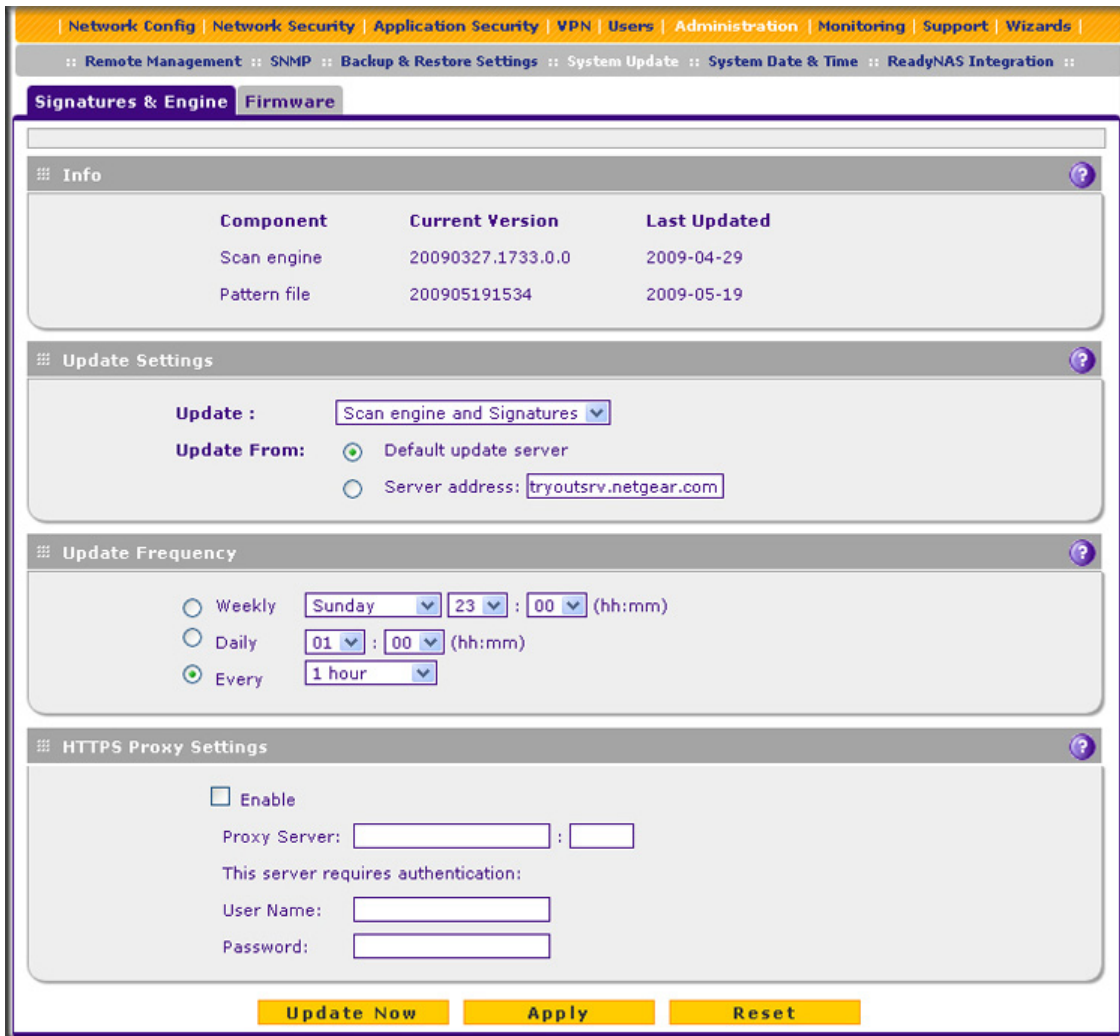 | Network Config | Network Security | Application Security | VPN | Users | Administration | Monitoring | Support | Wizards |
:: Remote Management :: SNMP :: Backup & Restore Settings :: System Update :: System Date & Time :: ReadyNAS Integration ::
Signatures & Engine Firmware
Info ?
Component Current Version Last Updated
Scan engine 20090327.1733.0.0 2009-04-29
Pattern file 200905191534 2009-05-19
Update Settings ?
Update : Scan engine and Signatures
Update From: Default update server
Server address: tryoutsrv.netgear.com
Update Frequency ?
Weekly Sunday 23 : 00 (hh:mm)
Daily 01 : 00 (hh:mm)
Every 1 hour
HTTPS Proxy Settings ?
Enable
Proxy Server: :
This server requires authentication:
User Name:
Password:
Update Now Apply Reset